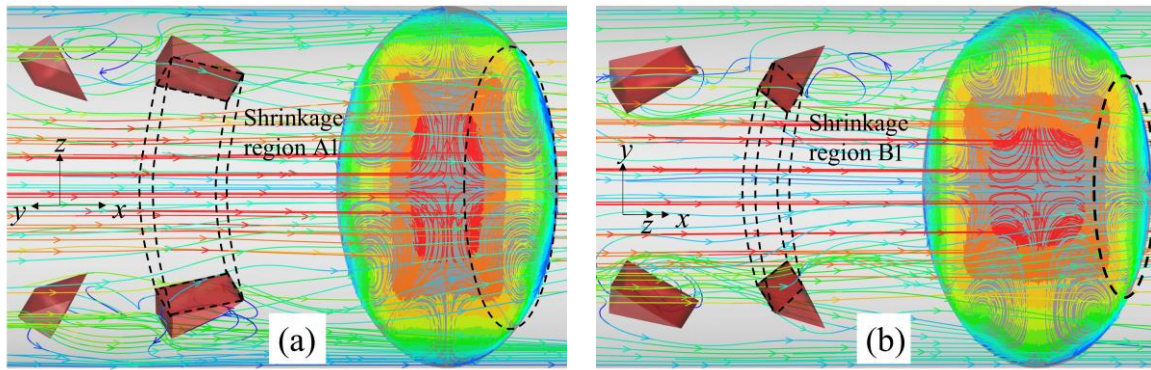 Shrinkage
region A1
z
y
x
(a)
Shrinkage
region B1
y
z
x
(b)